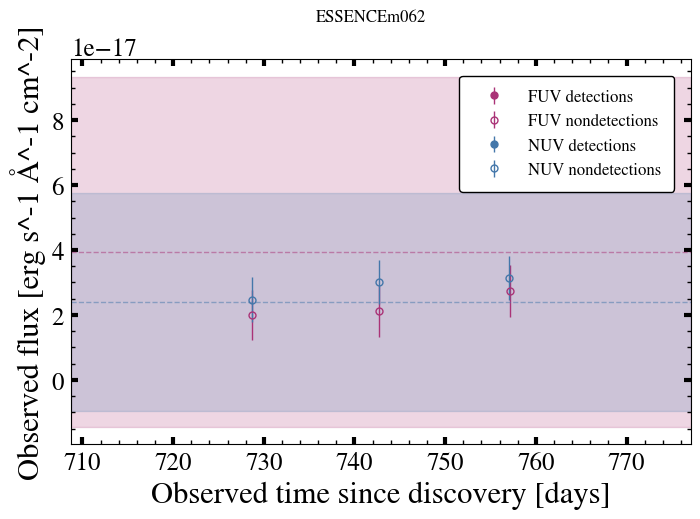 ESSENCEm062
1e−17
FUV detections
FUV nondetections
NUV detections
NUV nondetections
8
6
4
2
0
Observed flux [erg s^-1 Å^-1 cm^-2]
710 720 730 740 750 760 770
Observed time since discovery [days]